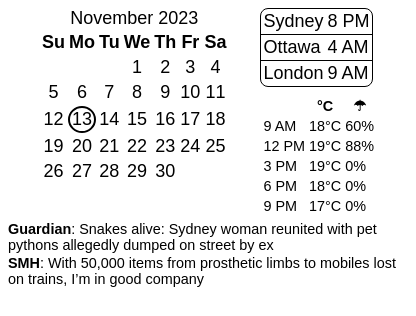 November 2023
Su Mo Tu We Th Fr Sa
1 2 3 4
5 6 7 8 9 10 11
12 13 14 15 16 17 18
19 20 21 22 23 24 25
26 27 28 29 30
Sydney 8 PM
Ottawa 4 AM
London 9 AM
°C ☂
9 AM 18°C 60%
12 PM 19°C 88%
3 PM 19°C 0%
6 PM 18°C 0%
9 PM 17°C 0%
Guardian: Snakes alive: Sydney woman reunited with pet
pythons allegedly dumped on street by ex
SMH: With 50,000 items from prosthetic limbs to mobiles lost
on trains, I’m in good company